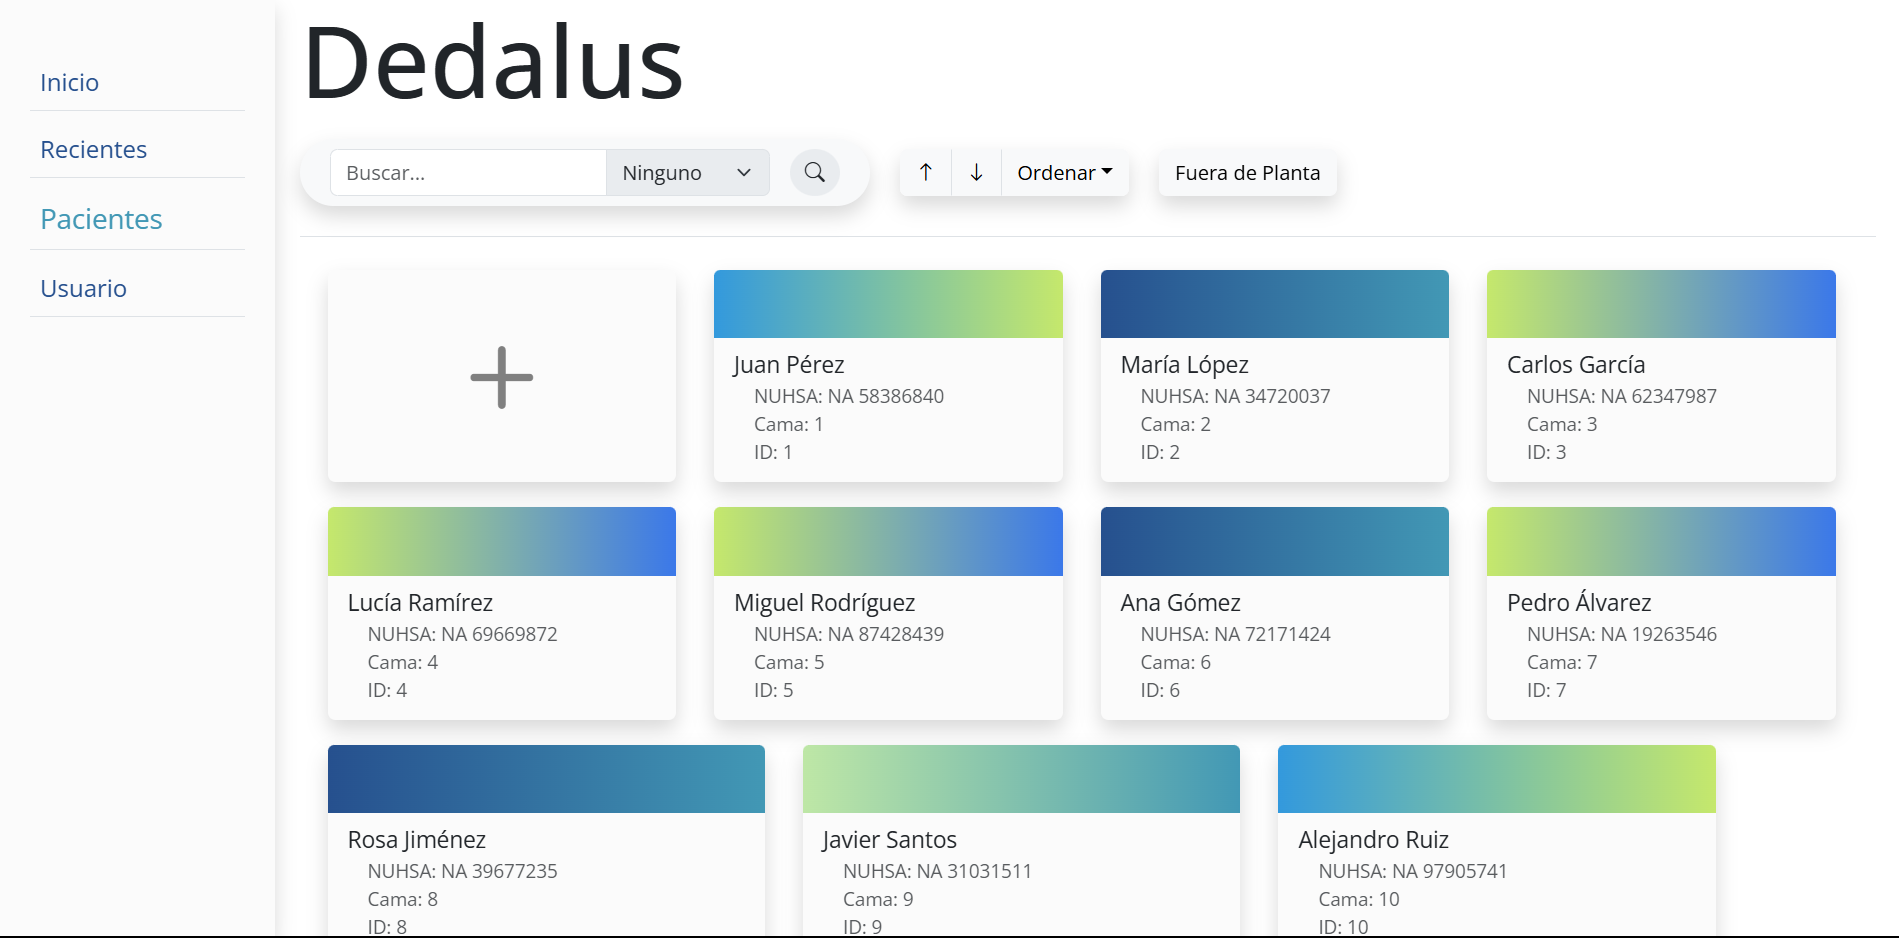 Dedalus
Inicio
Recientes
Pacientes
Usuario
Buscar...
Ninguno
↑
↓
Ordenar
Fuera de Planta
Juan Pérez
NUHSA: NA 58386840
Cama: 1
ID: 1
María López
NUHSA: NA 34720037
Cama: 2
ID: 2
Carlos García
NUHSA: NA 62347987
Cama: 3
ID: 3
Lucía Ramírez
NUHSA: NA 69669872
Cama: 4
ID: 4
Miguel Rodríguez
NUHSA: NA 87428439
Cama: 5
ID: 5
Ana Gómez
NUHSA: NA 72171424
Cama: 6
ID: 6
Pedro Álvarez
NUHSA: NA 19263546
Cama: 7
ID: 7
Rosa Jiménez
NUHSA: NA 39677235
Cama: 8
ID: 8
Javier Santos
NUHSA: NA 31031511
Cama: 9
ID: 9
Alejandro Ruiz
NUHSA: NA 97905741
Cama: 10
ID: 10